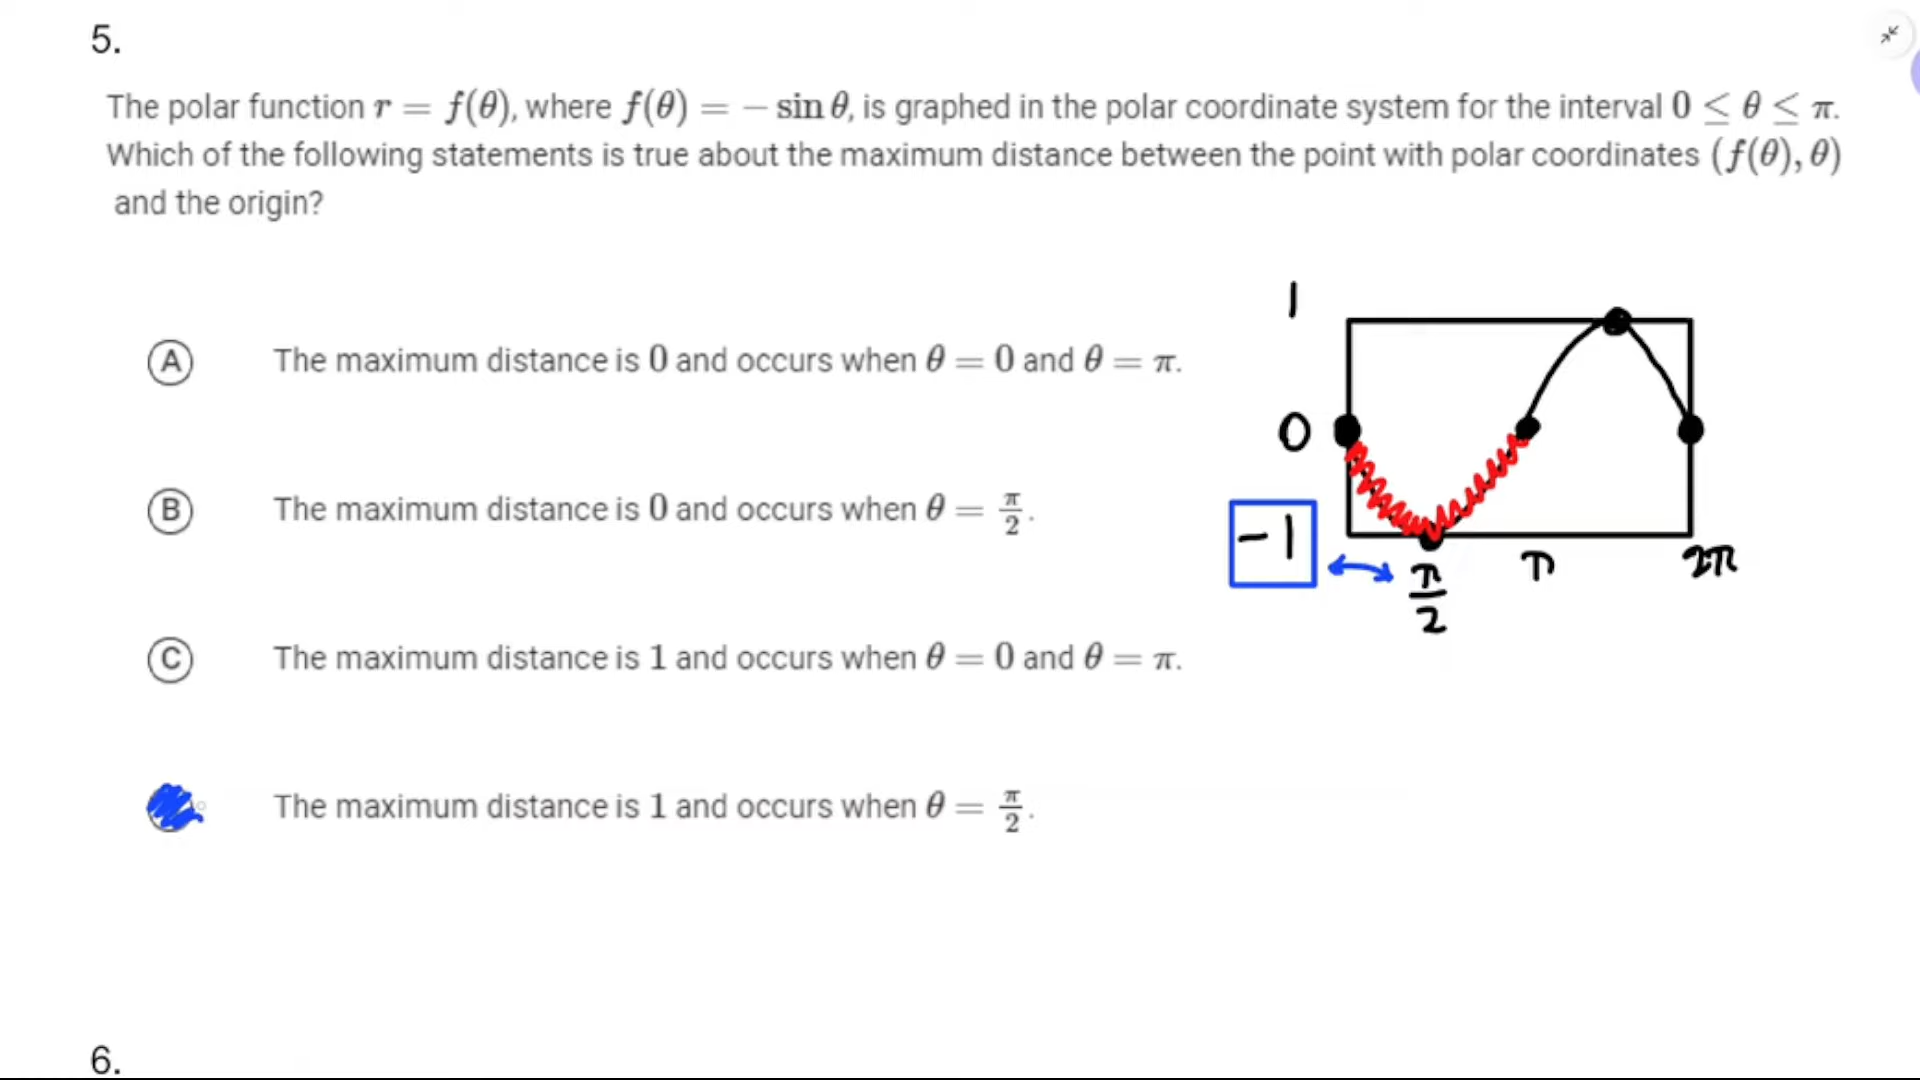 5.
The polar function r = f(θ), where f(θ) = − sin θ, is graphed in the polar coordinate system for the interval 0 ≤ θ ≤ π.
Which of the following statements is true about the maximum distance between the point with polar coordinates (f(θ), θ)
and the origin?
A The maximum distance is 0 and occurs when θ = 0 and θ = π.
B The maximum distance is 0 and occurs when θ = π/2.
C The maximum distance is 1 and occurs when θ = 0 and θ = π.
The maximum distance is 1 and occurs when θ = π/2.
1
0
-1
π/2
π
2π
6.